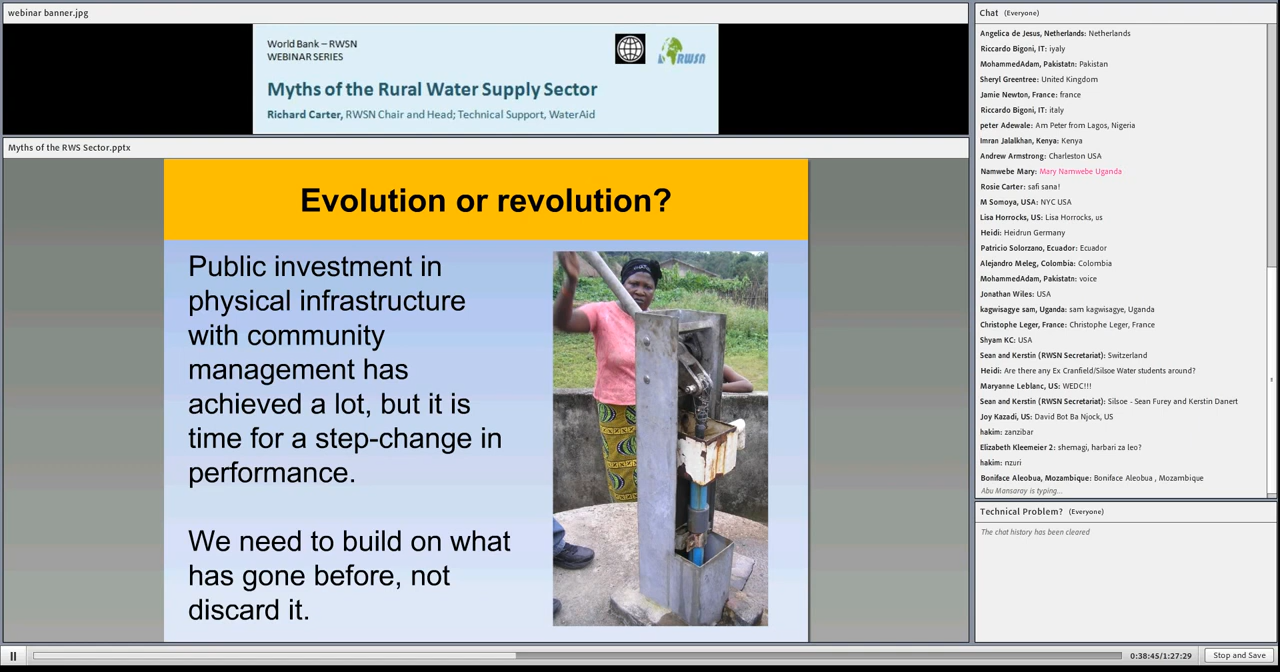 webinar banner.jpg
World Bank – RWSN
WEBINAR SERIES
RWSN
Myths of the Rural Water Supply Sector
Richard Carter, RWSN Chair and Head; Technical Support, WaterAid
Myths of the RWS Sector.pptx
Evolution or revolution?
Public investment in
physical infrastructure
with community
management has
achieved a lot, but it is
time for a step-change in
performance.
We need to build on what
has gone before, not
discard it.
Chat (Everyone)
Angelica de Jesus, Netherlands: Netherlands
Riccardo Bigoni, IT: iyaly
MohammedAdam, Pakistatn: Pakistan
Sheryl Greentree: United Kingdom
Jamie Newton, France: france
Riccardo Bigoni, IT: italy
peter Adewale: Am Peter from Lagos, Nigeria
Imran Jalalkhan, Kenya: Kenya
Andrew Armstrong: Charleston USA
Namwebe Mary: Mary Namwebe Uganda
Rosie Carter: safi sana!
M Somoya, USA: NYC USA
Lisa Horrocks, US: Lisa Horrocks, us
Heidi: Heidrun Germany
Patricio Solorzano, Ecuador: Ecuador
Alejandro Meleg, Colombia: Colombia
MohammedAdam, Pakistan: voice
Jonathan Wiles: USA
kagwisagye sam, Uganda: sam kagwisagye, Uganda
Christophe Leger, France: Christophe Leger, France
Shyam KC: USA
Sean and Kerstin (RWSN Secretariat): Switzerland
Heidi: Are there any Ex Cranfield/Silsoe Water students around?
Maryanne Leblanc, US: WEDC!!!
Sean and Kerstin (RWSN Secretariat): Silsoe - Sean Furey and Kerstin Danert
Joy Kazadi, US: David Bot Ba Njock, US
hakim: zanzibar
Elizabeth Kleemeier 2: shemagi, harbari za leo?
hakim: nzuri
Boniface Aleobua, Mozambique: Boniface Aleobua , Mozambique
Abu Mansaray is typing...
Technical Problem? (Everyone)
The chat history has been cleared
0:38:45/1:27:29
Stop and Save